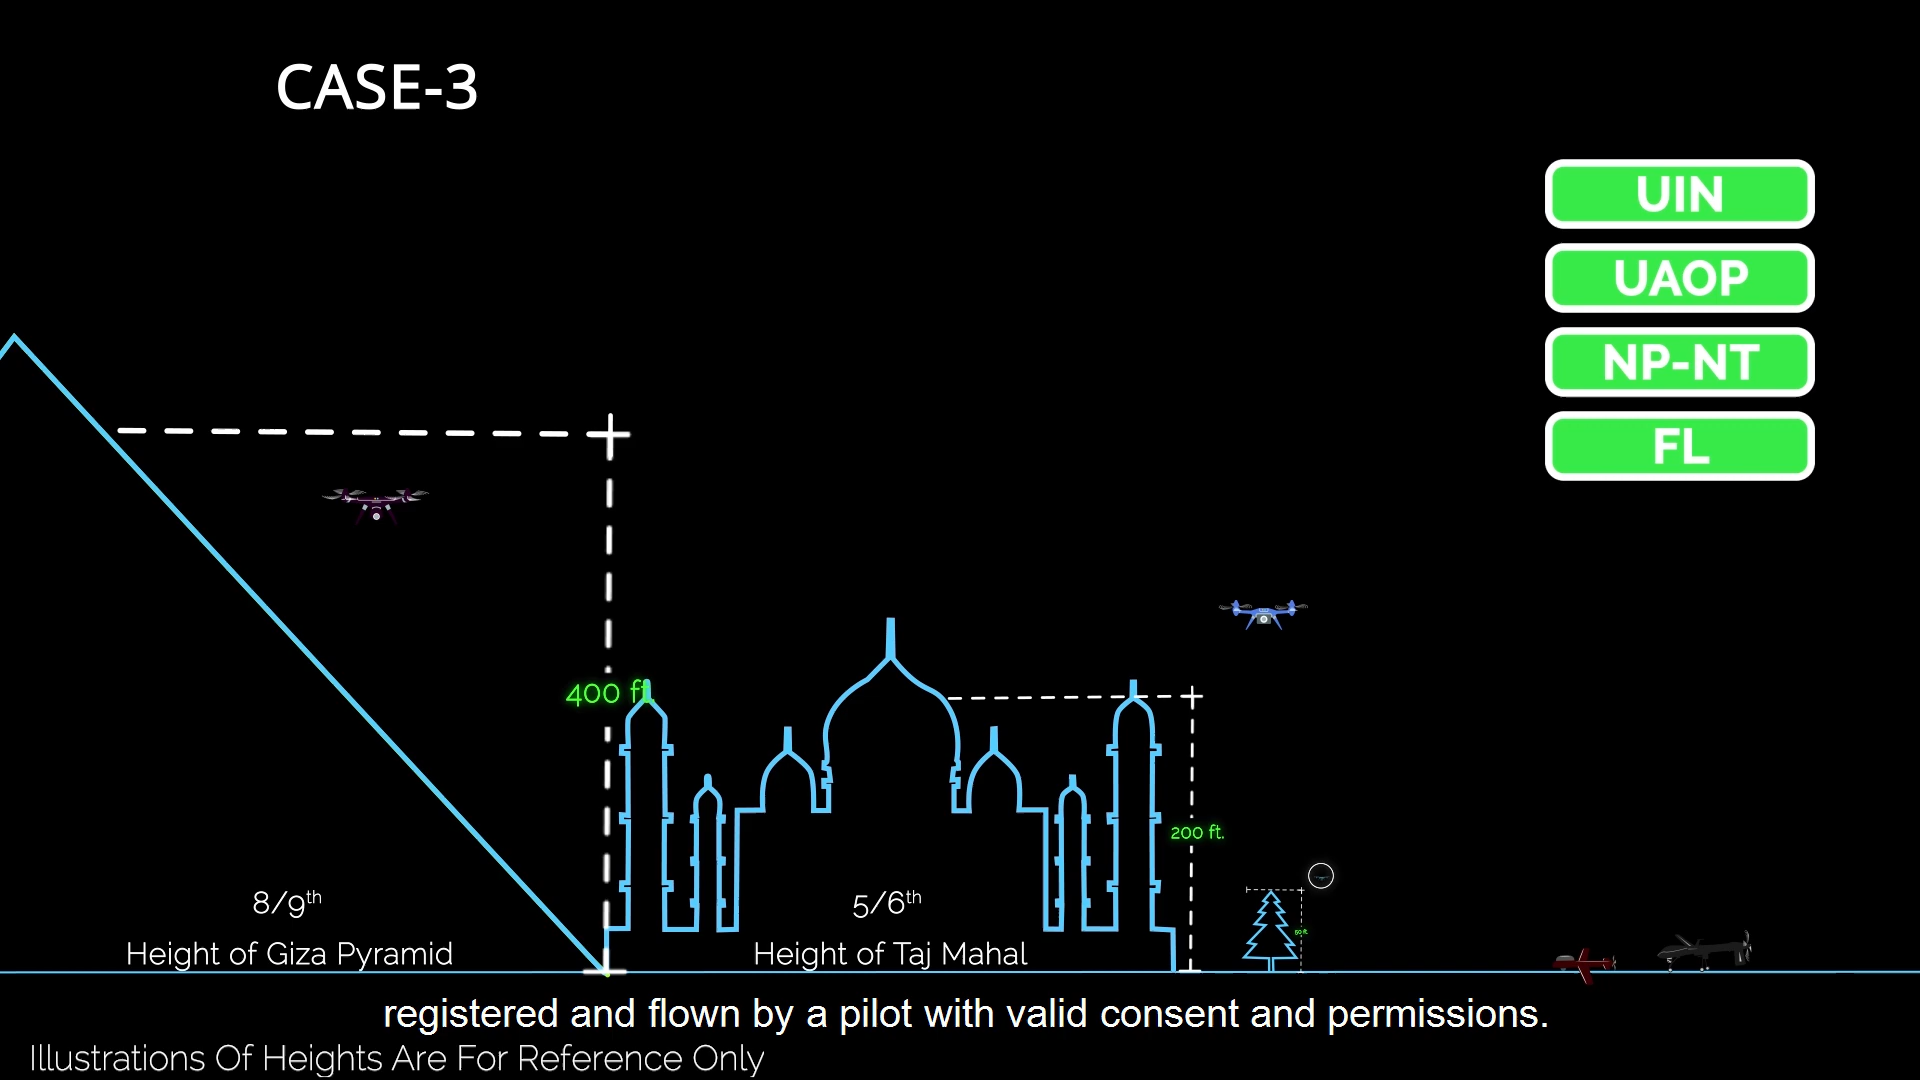 CASE-3
UIN
UAOP
NP-NT
FL
400 ft.
200 ft.
50 ft
8/9th
Height of Giza Pyramid
5/6th
Height of Taj Mahal
registered and flown by a pilot with valid consent and permissions.
Illustrations Of Heights Are For Reference Only